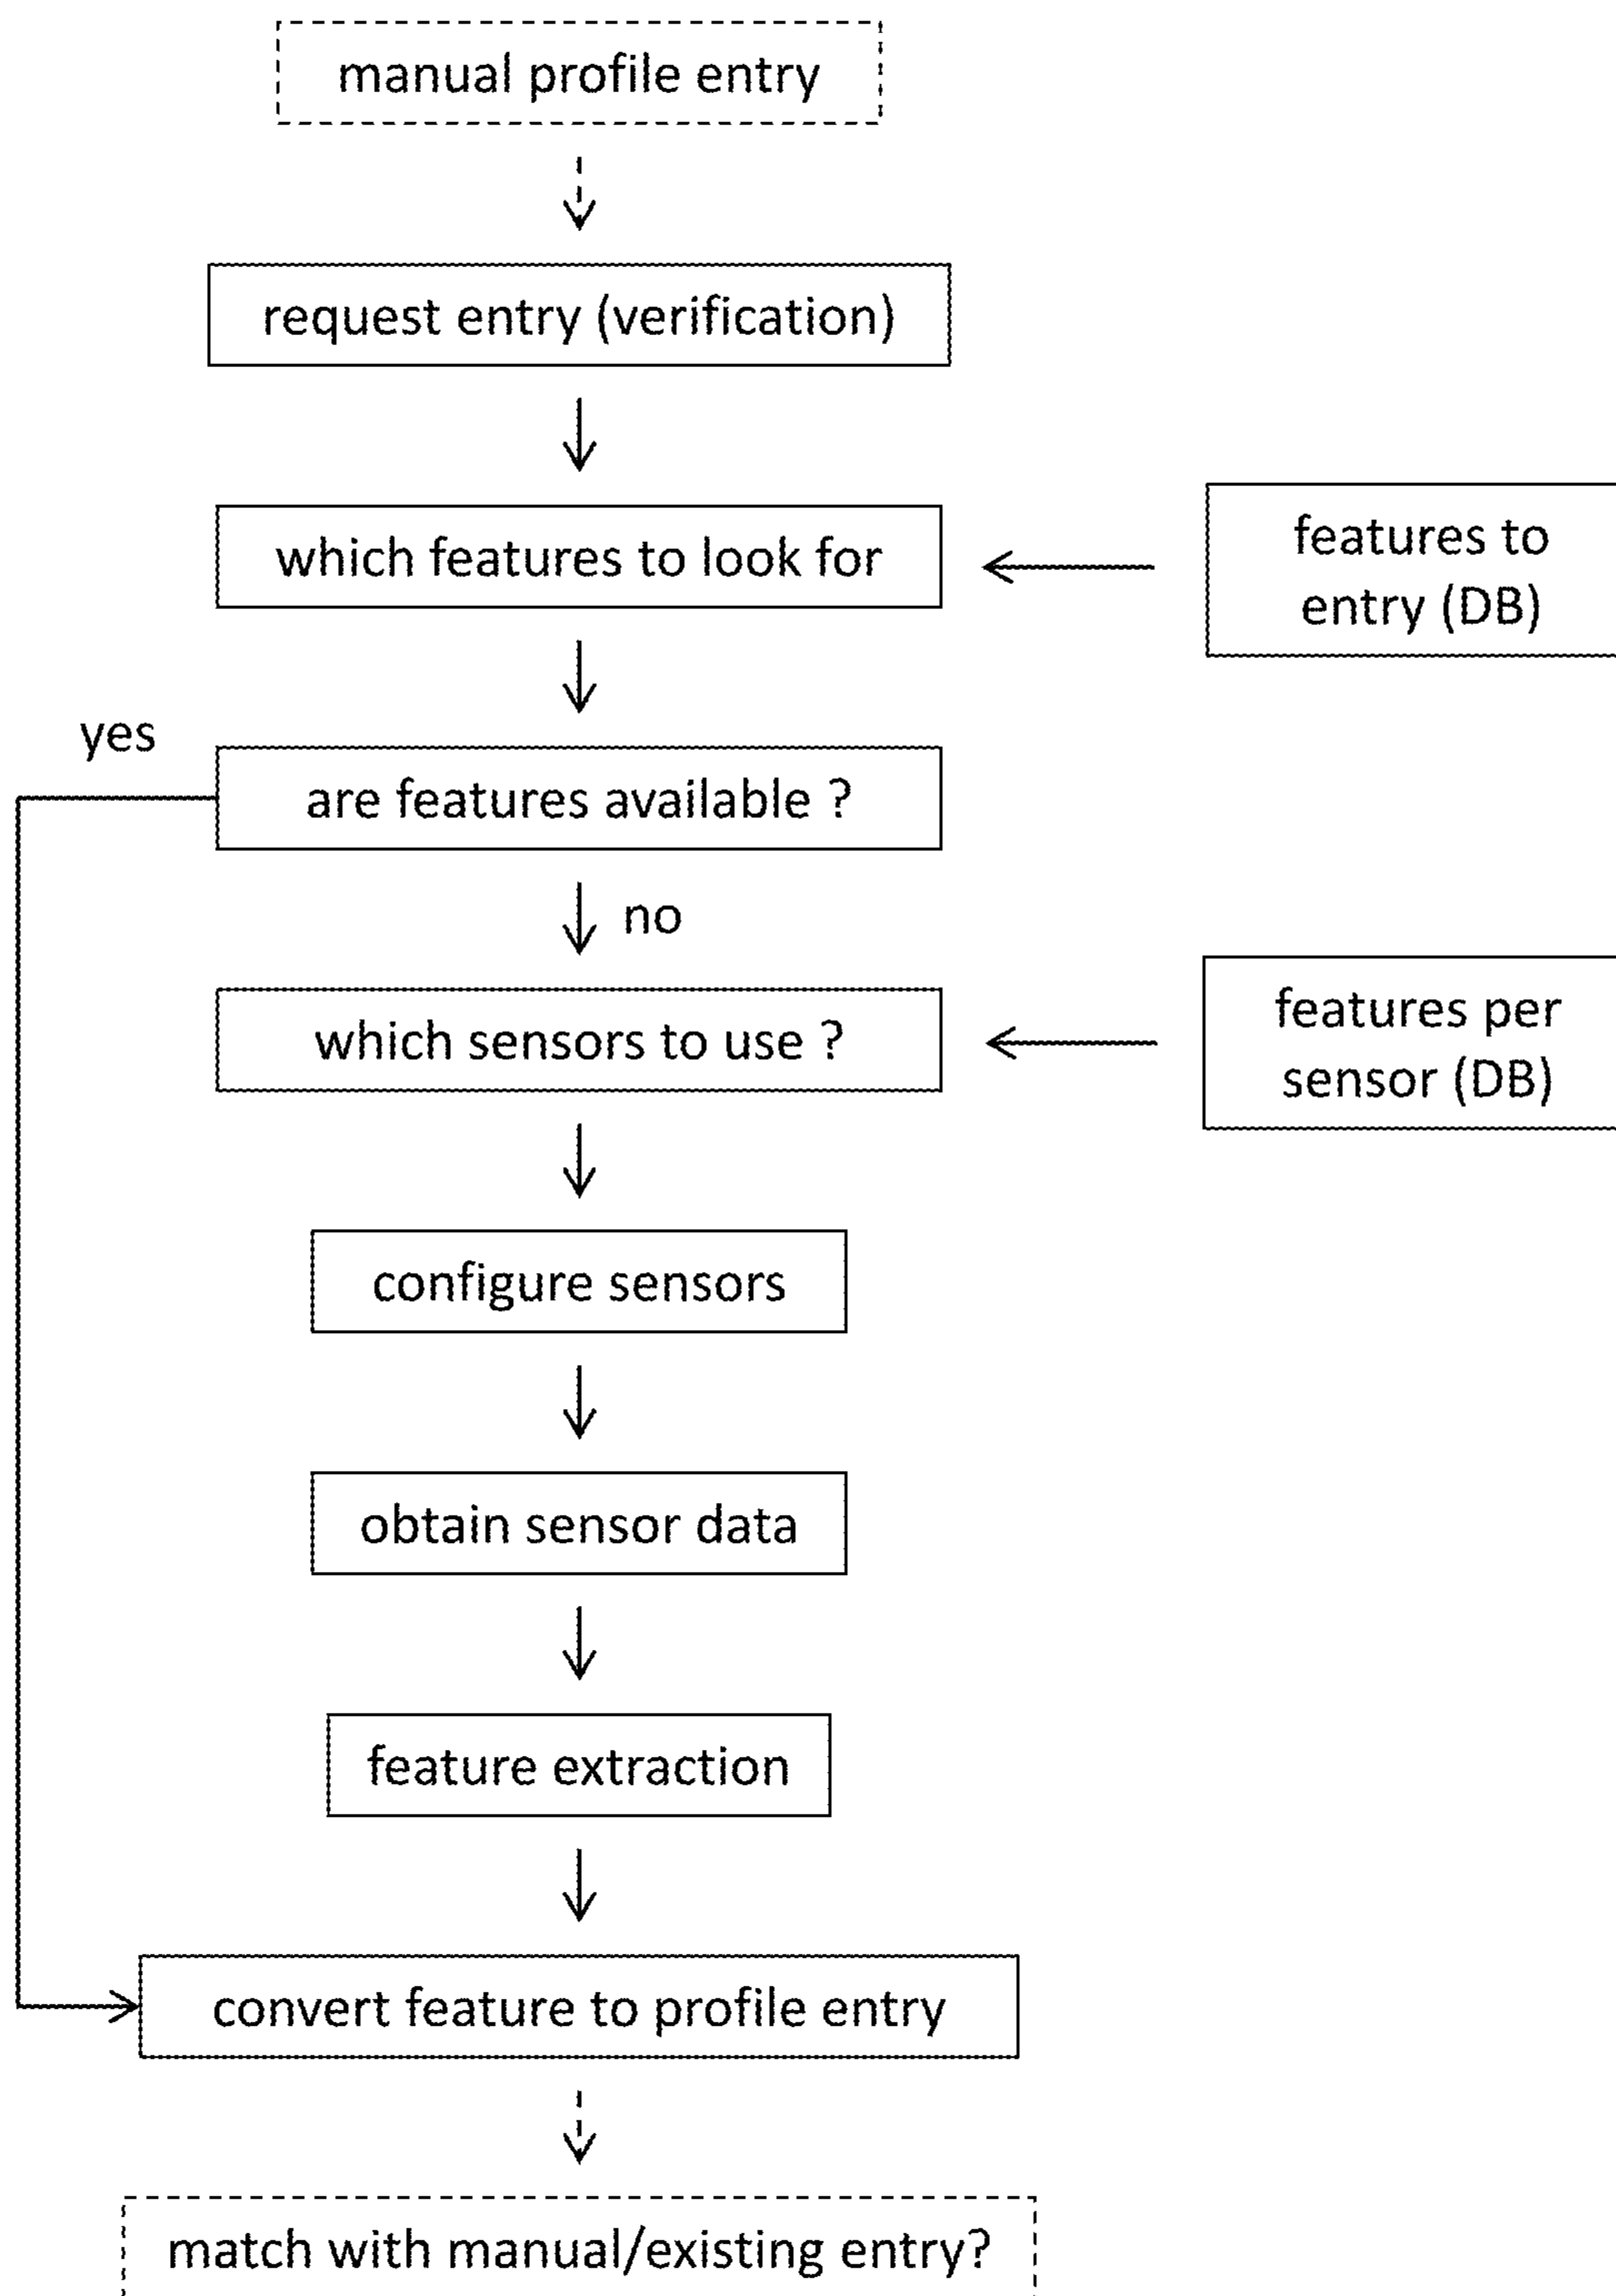 manual profile entry
request entry (verification)
which features to look for
features to
entry (DB)
yes
are features available ?
no
which sensors to use ?
features per
sensor (DB)
configure sensors
obtain sensor data
feature extraction
convert feature to profile entry
match with manual/existing entry?